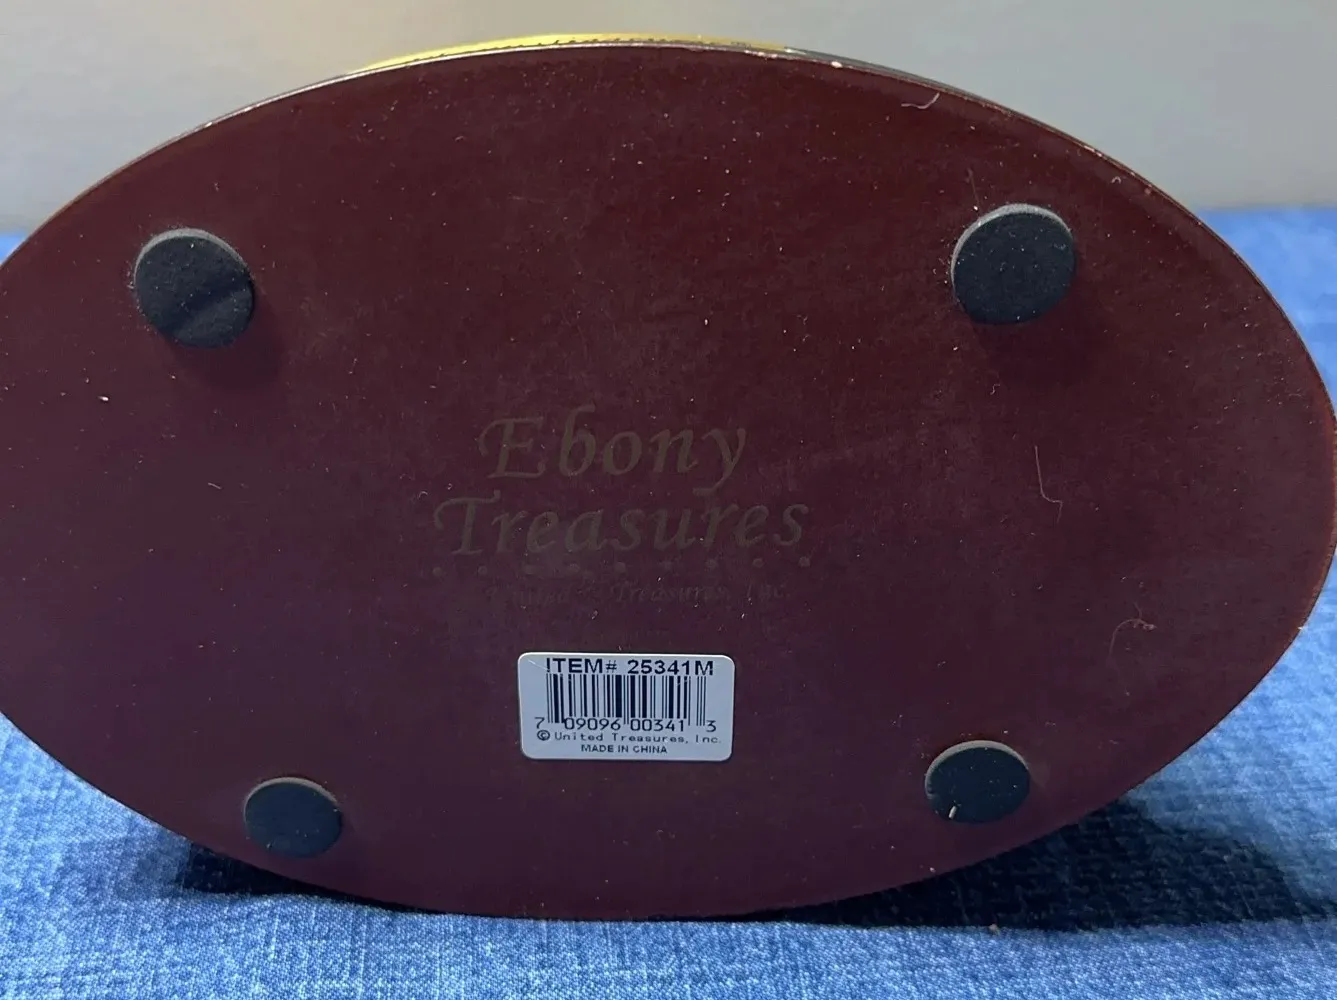 Ebony
Treasures
United Treasures, Inc.
ITEM# 25341M
7 09096 00341 3
© United Treasures, Inc.
MADE IN CHINA